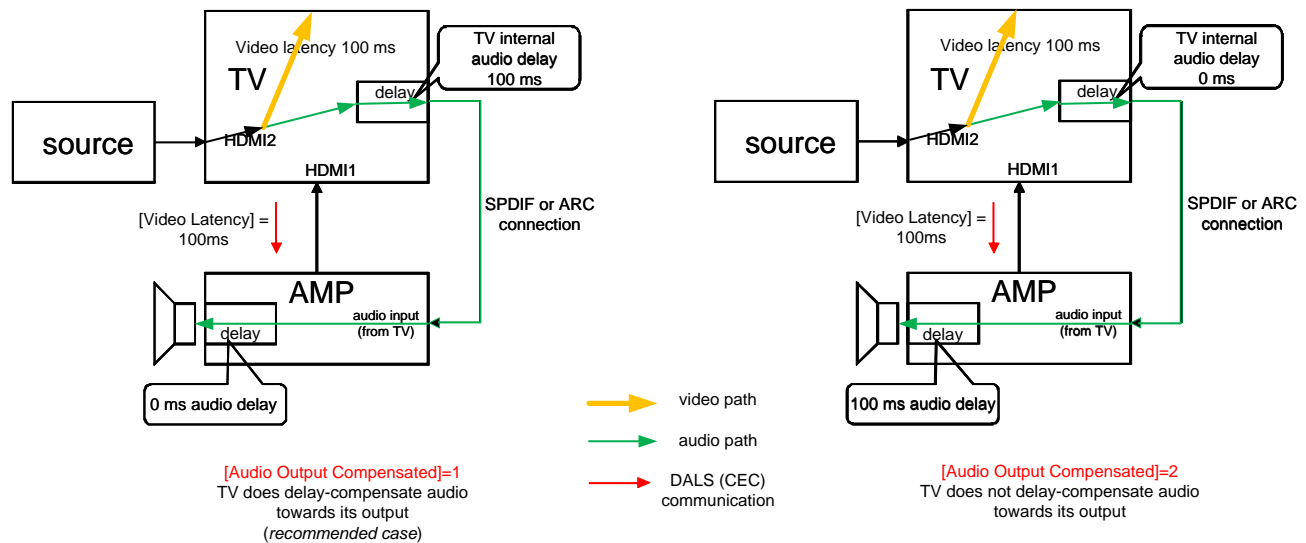 Video latency 100 ms
TV internal
audio delay
100 ms
TV
delay
source
HDMI2
HDMI1
[Video Latency] =
100ms
SPDIF or ARC
connection
AMP
audio input
(from TV)
delay
0 ms audio delay
[Audio Output Compensated]=1
TV does delay-compensate audio
towards its output
(recommended case)
video path
audio path
DALS (CEC)
communication
Video latency 100 ms
TV internal
audio delay
0 ms
TV
delay
source
HDMI2
HDMI1
[Video Latency] =
100ms
SPDIF or ARC
connection
AMP
audio input
(from TV)
delay
100 ms audio delay
[Audio Output Compensated]=2
TV does not delay-compensate audio
towards its output